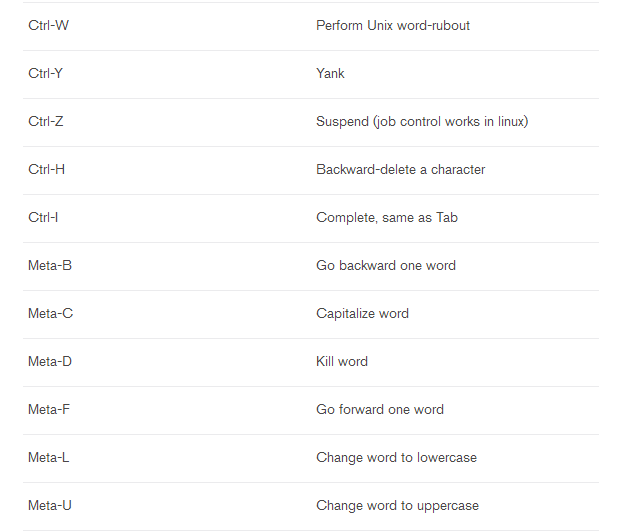 Ctrl-W Perform Unix word-rubout
Ctrl-Y Yank
Ctrl-Z Suspend (job control works in linux)
Ctrl-H Backward-delete a character
Ctrl-I Complete, same as Tab
Meta-B Go backward one word
Meta-C Capitalize word
Meta-D Kill word
Meta-F Go forward one word
Meta-L Change word to lowercase
Meta-U Change word to uppercase